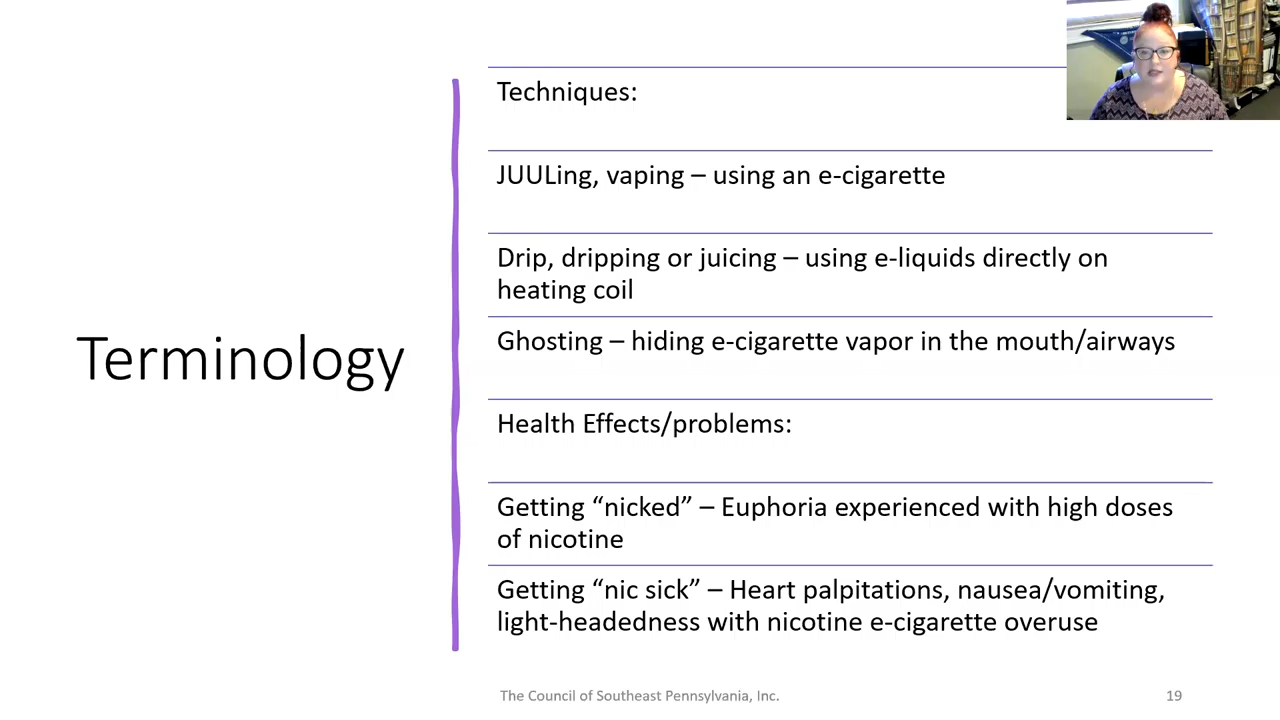 Terminology
Techniques:
JUULing, vaping – using an e-cigarette
Drip, dripping or juicing – using e-liquids directly on
heating coil
Ghosting – hiding e-cigarette vapor in the mouth/airways
Health Effects/problems:
Getting “nicked” – Euphoria experienced with high doses
of nicotine
Getting “nic sick” – Heart palpitations, nausea/vomiting,
light-headedness with nicotine e-cigarette overuse
The Council of Southeast Pennsylvania, Inc.
19